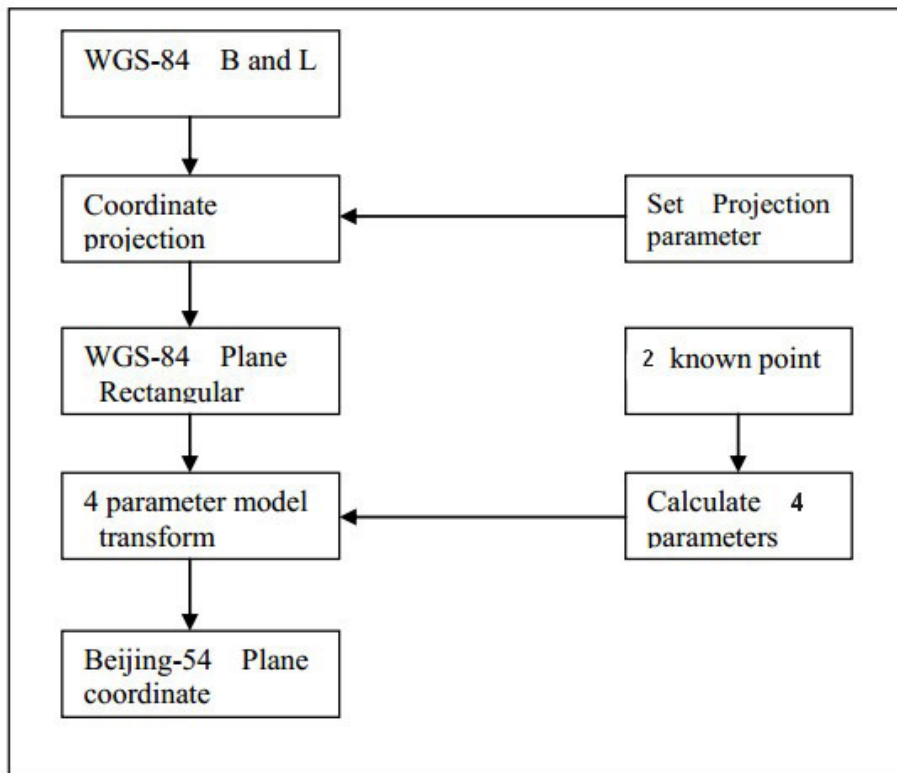 WGS-84 B and L
Coordinate
projection
Set Projection
parameter
WGS-84 Plane
Rectangular
2 known point
4 parameter model
transform
Calculate 4
parameters
Beijing-54 Plane
coordinate